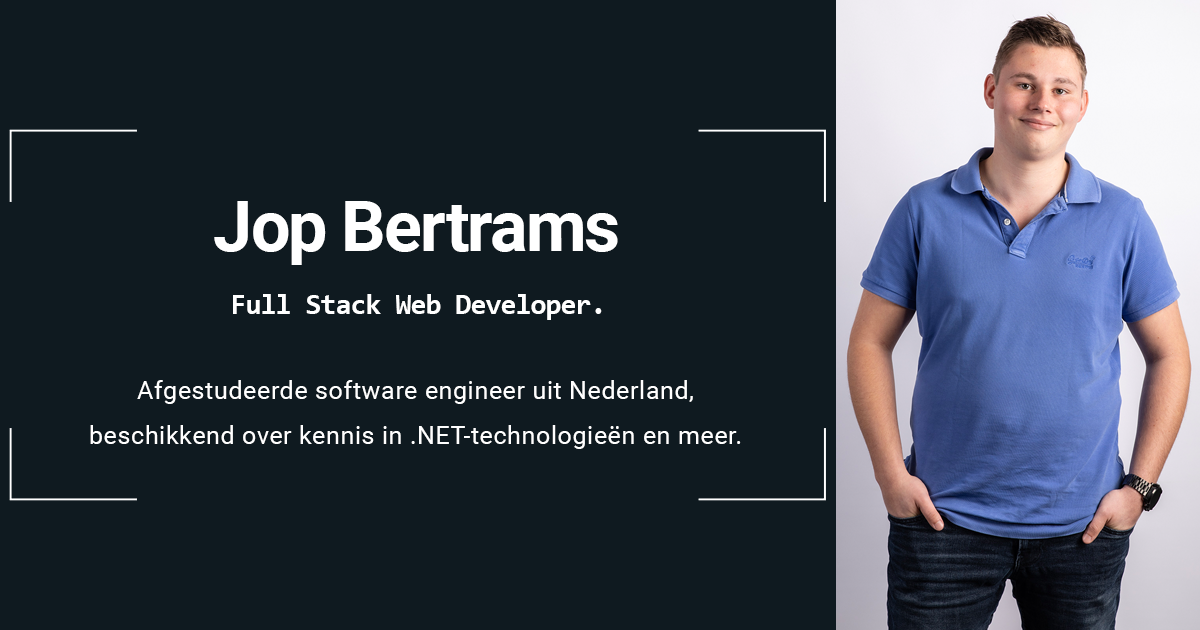 Jop Bertrams
Full Stack Web Developer.
Afgestudeerde software engineer uit Nederland,
beschikkend over kennis in .NET-technologieën en meer.